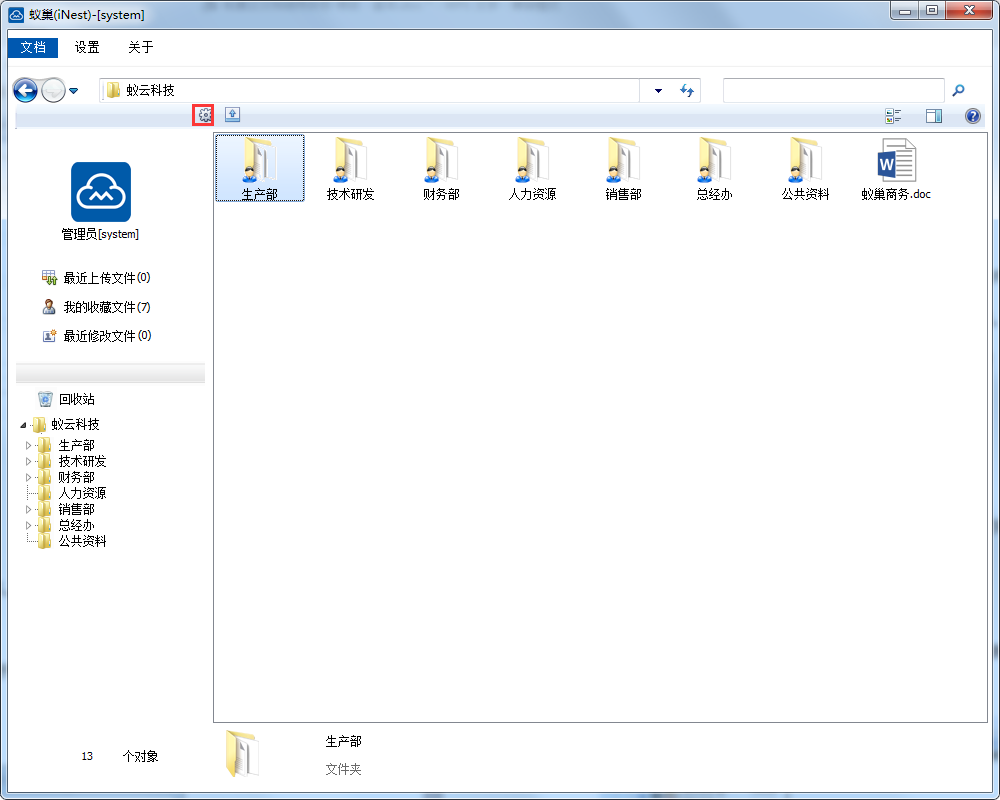 蚁巢(iNest)-[system]
文档 设置 关于
蚁云科技
管理员[system]
最近上传文件(0)
我的收藏文件(7)
最近修改文件(0)
回收站
蚁云科技
生产部
技术研发
财务部
人力资源
销售部
总经办
公共资料
生产部 技术研发 财务部 人力资源 销售部 总经办 公共资料 蚁巢商务.doc
13 个对象
生产部
文件夹